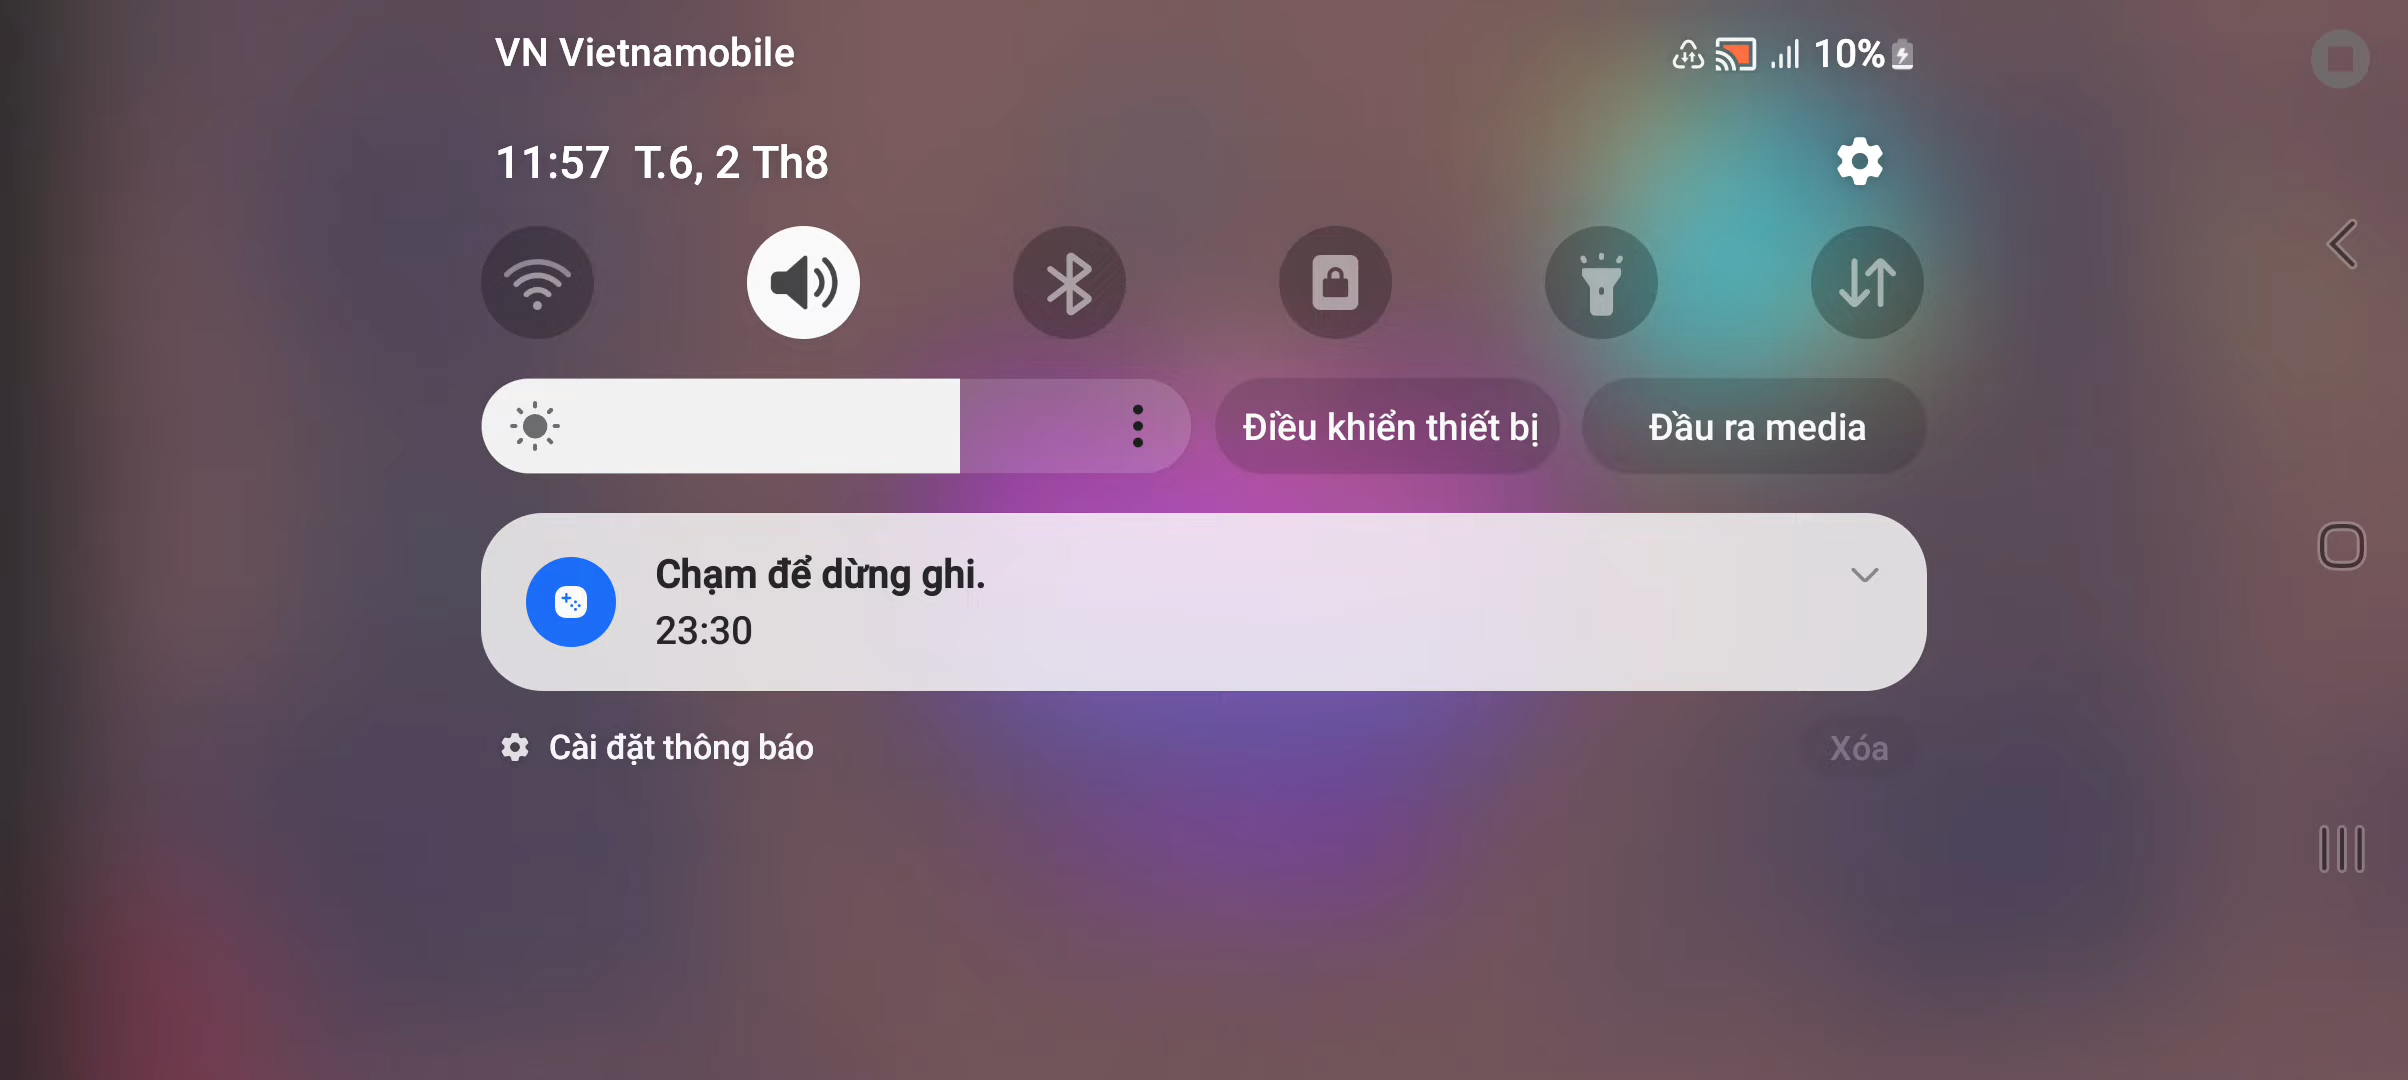 VN Vietnamobile
10%
11:57 T.6, 2 Th8
Điều khiển thiết bị
Đầu ra media
Chạm để dừng ghi.
23:30
Cài đặt thông báo
Xóa